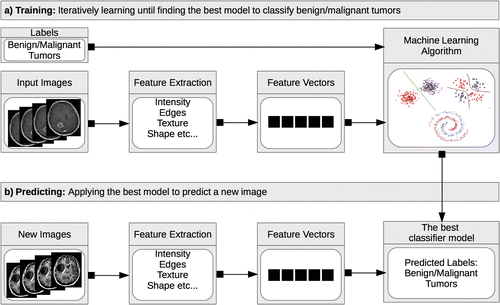 a) Training: Iteratively learning until finding the best model to classify benign/malignant tumors
Labels
Benign/Malignant
Tumors
Machine Learning
Algorithm
Input Images
Feature Extraction
Intensity
Edges
Texture
Shape etc...
Feature Vectors
b) Predicting: Applying the best model to predict a new image
New Images
Feature Extraction
Intensity
Edges
Texture
Shape etc...
Feature Vectors
The best
classifier model
Predicted Labels:
Benign/Malignant
Tumors